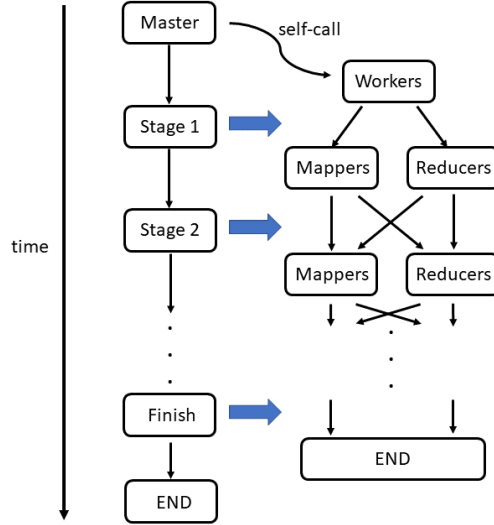 Master
self-call
Workers
Stage 1
Mappers
Reducers
Stage 2
time
Mappers
Reducers
Finish
END
END